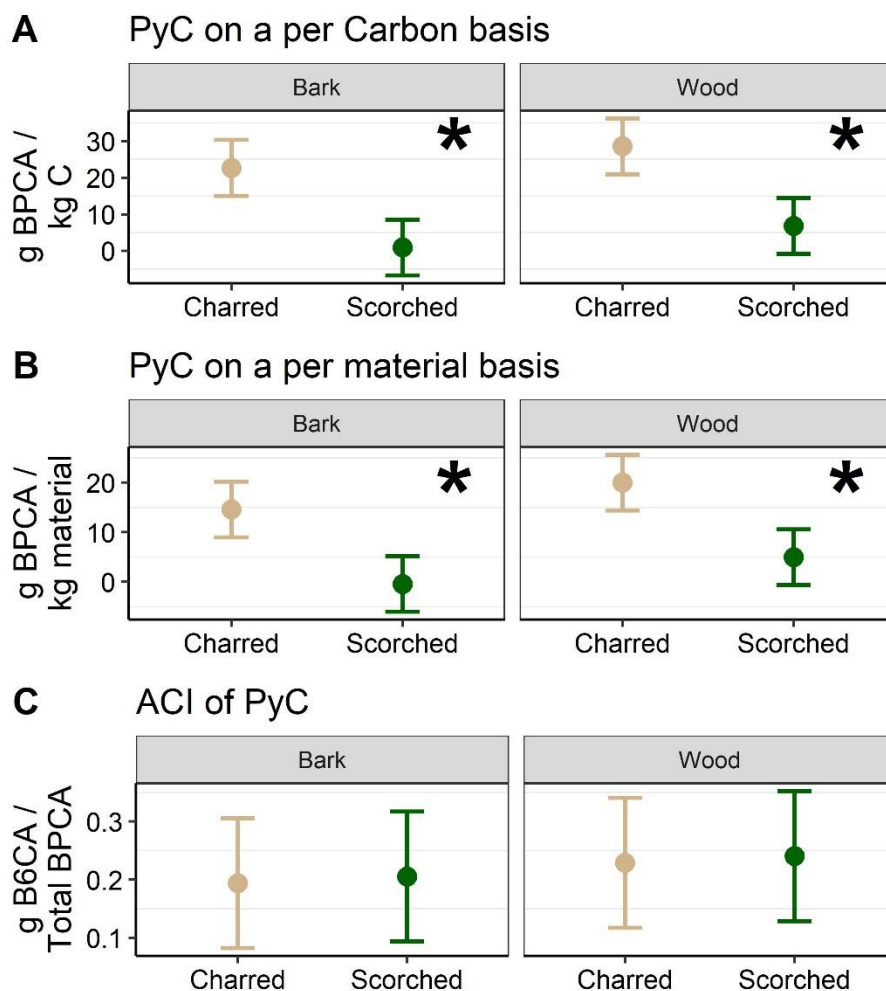 A PyC on a per Carbon basis
Bark Wood
g BPCA /
kg C
30
20
10
0
* *
Charred Scorched Charred Scorched
B PyC on a per material basis
Bark Wood
g BPCA /
kg material
20
10
0
* *
Charred Scorched Charred Scorched
C ACI of PyC
Bark Wood
g B6CA /
Total BPCA
0.3
0.2
0.1
Charred Scorched Charred Scorched